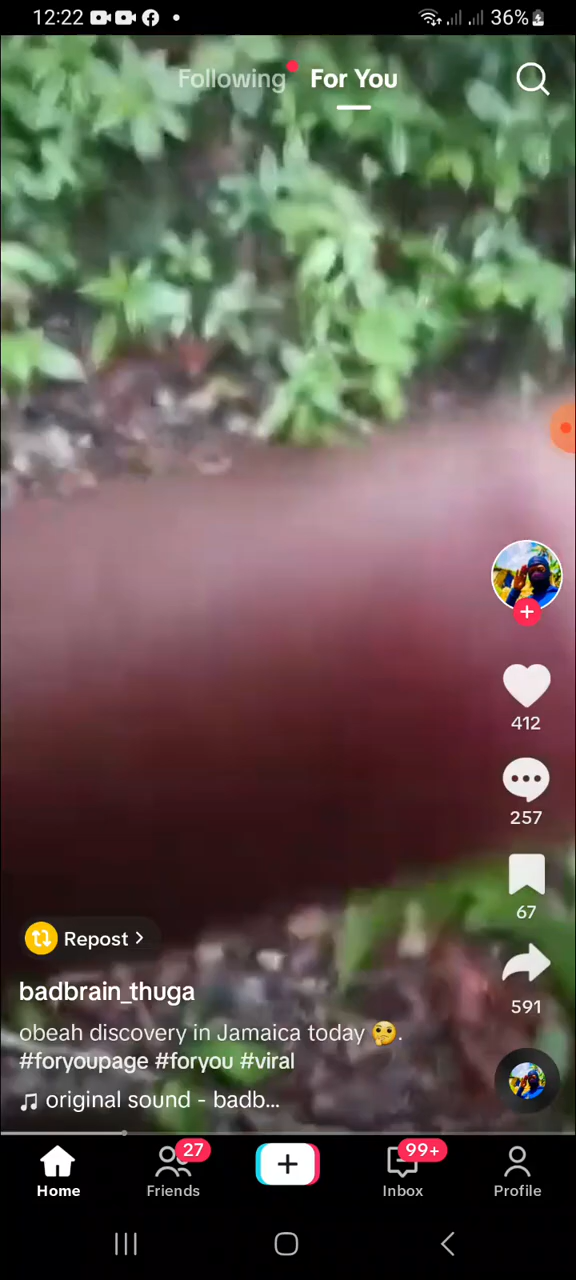 12:22
36%
Following
For You
412
257
67
591
Repost >
badbrain_thuga
obeah discovery in Jamaica today 🤔.
#foryoupage #foryou #viral
original sound - badb...
27
99+
Home
Friends
Inbox
Profile